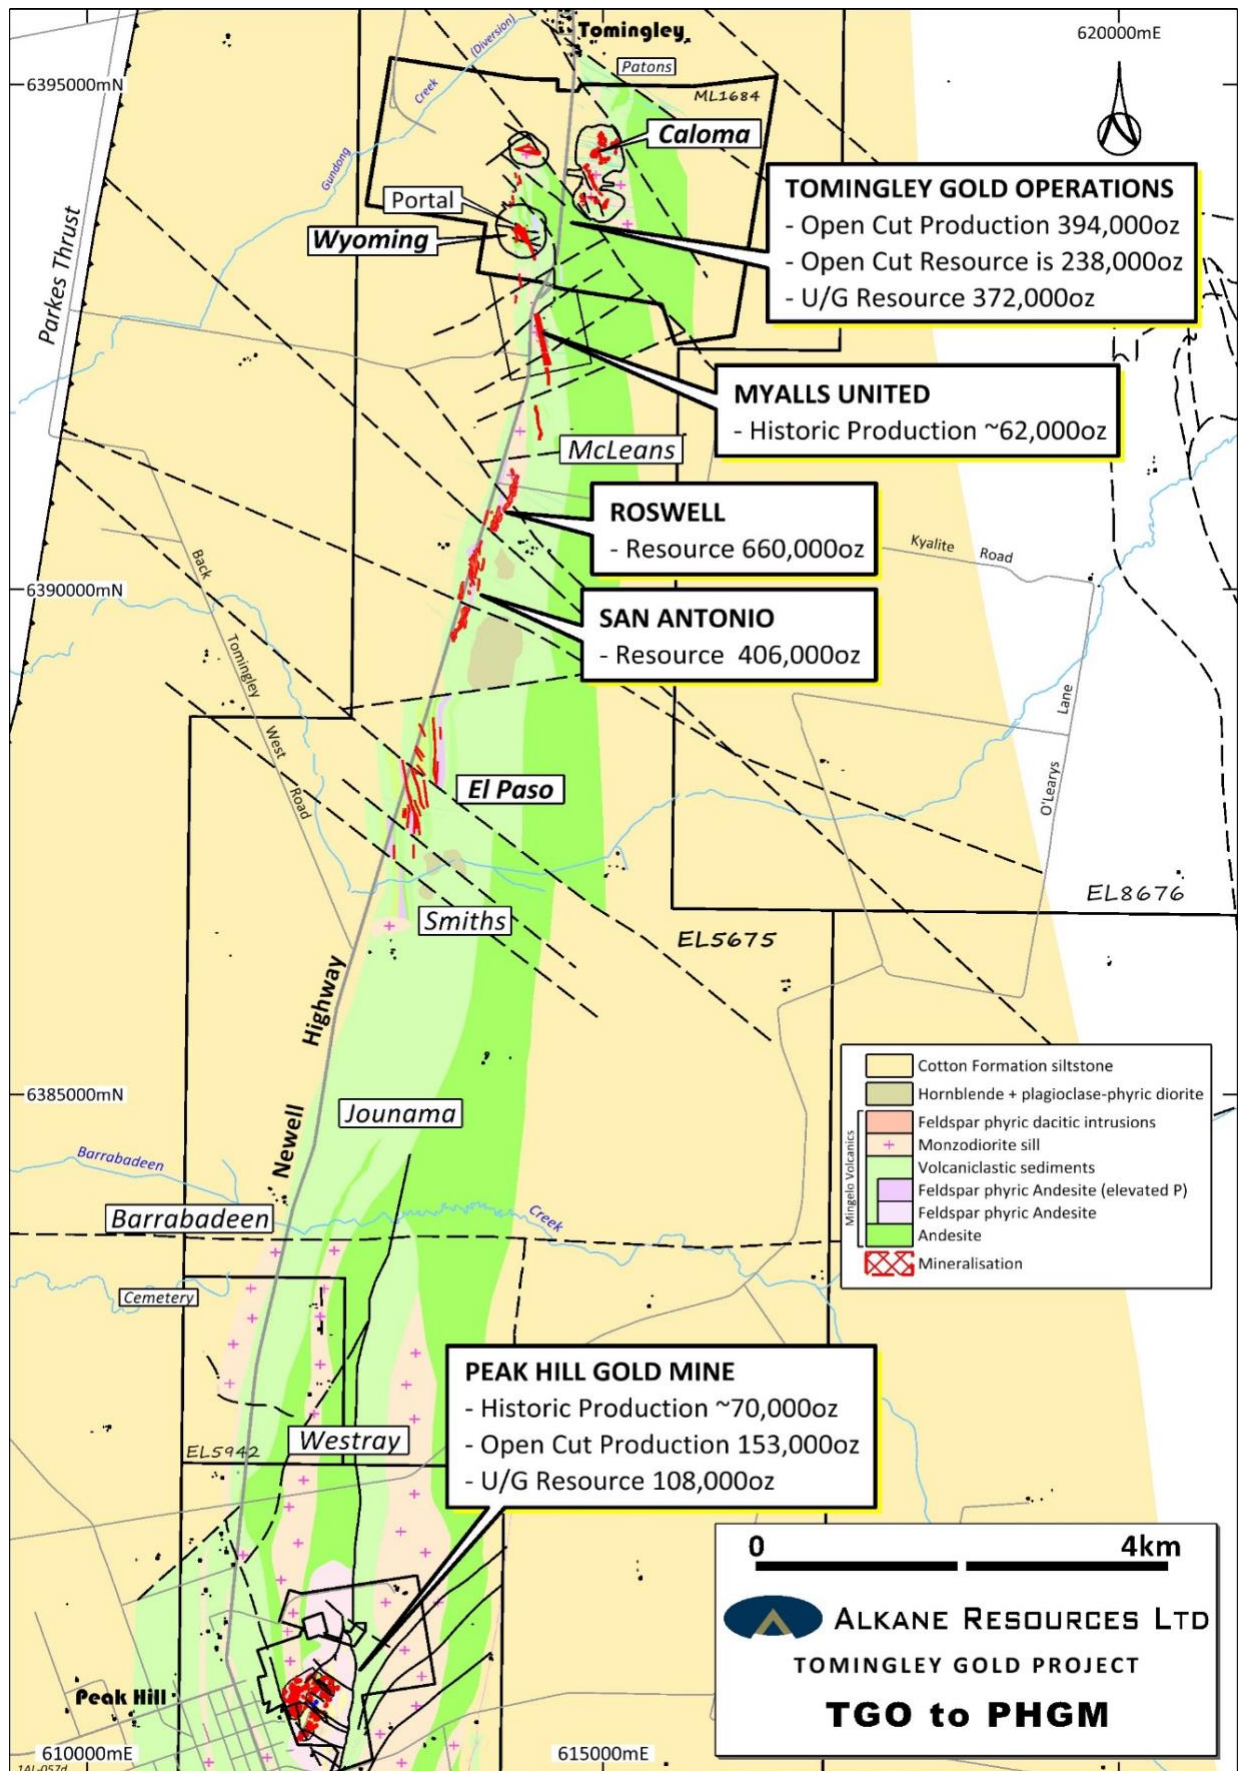 Tomingley
620000mE
(Diversion)
Patons
6395000mN
ML1684
Creek
Caloma
Gundong
TOMINGLEY GOLD OPERATIONS
- Open Cut Production 394,000oz
- Open Cut Resource is 238,000oz
- U/G Resource 372,000oz
Portal
Wyoming
Parkes Thrust
MYALLS UNITED
- Historic Production ~62,000oz
McLeans
ROSWELL
- Resource 660,000oz
Kyalite Road
Back
6390000mN
SAN ANTONIO
- Resource 406,000oz
Tomingley
Lane
West
Road
El Paso
O'Learys
EL8676
Smiths
EL5675
Highway
Cotton Formation siltstone
6385000mN
Hornblende + plagioclase-phyric diorite
Jounama
Mingelo Volcanics
Feldspar phyric dacitic intrusions
Newell
Monzodiorite sill
Barrabadeen
Volcaniclastic sediments
Feldspar phyric Andesite (elevated P)
Barrabadeen
Creek
Feldspar phyric Andesite
Andesite
Mineralisation
Cemetery
PEAK HILL GOLD MINE
- Historic Production ~70,000oz
- Open Cut Production 153,000oz
- U/G Resource 108,000oz
Westray
EL5942
0 4km
ALKANE RESOURCES LTD
TOMINGLEY GOLD PROJECT
TGO to PHGM
Peak Hill
610000mE
615000mE
1AL-057d